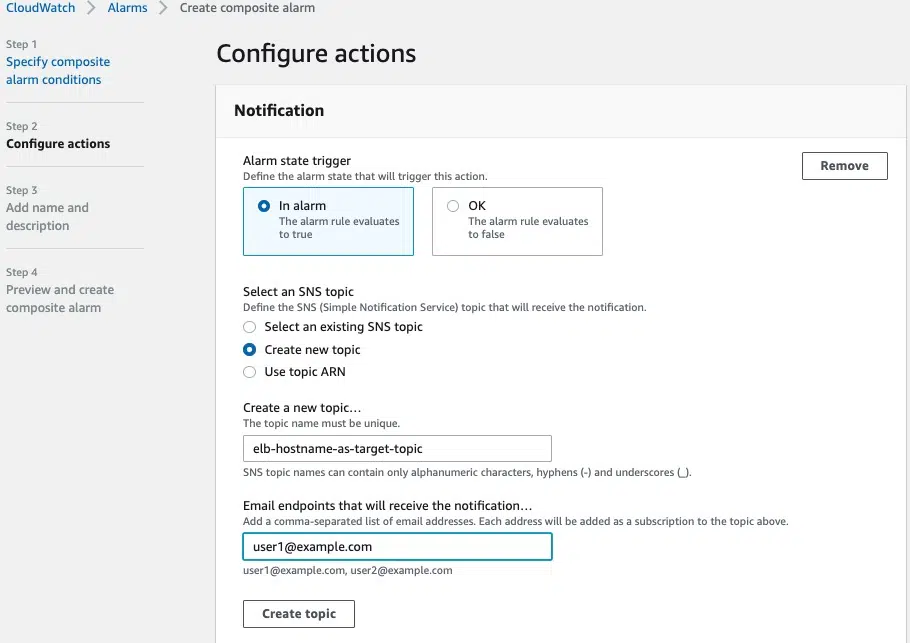 CloudWatch > Alarms > Create composite alarm
Step 1
Specify composite
alarm conditions
Step 2
Configure actions
Step 3
Add name and
description
Step 4
Preview and create
composite alarm
Configure actions
Notification
Alarm state trigger
Define the alarm state that will trigger this action.
Remove
In alarm
The alarm rule evaluates
to true
OK
The alarm rule evaluates
to false
Select an SNS topic
Define the SNS (Simple Notification Service) topic that will receive the notification.
Select an existing SNS topic
Create new topic
Use topic ARN
Create a new topic…
The topic name must be unique.
elb-hostname-as-target-topic
SNS topic names can contain only alphanumeric characters, hyphens (-) and underscores (_).
Email endpoints that will receive the notification…
Add a comma-separated list of email addresses. Each address will be added as a subscription to the topic above.
user1@example.com
user1@example.com, user2@example.com
Create topic